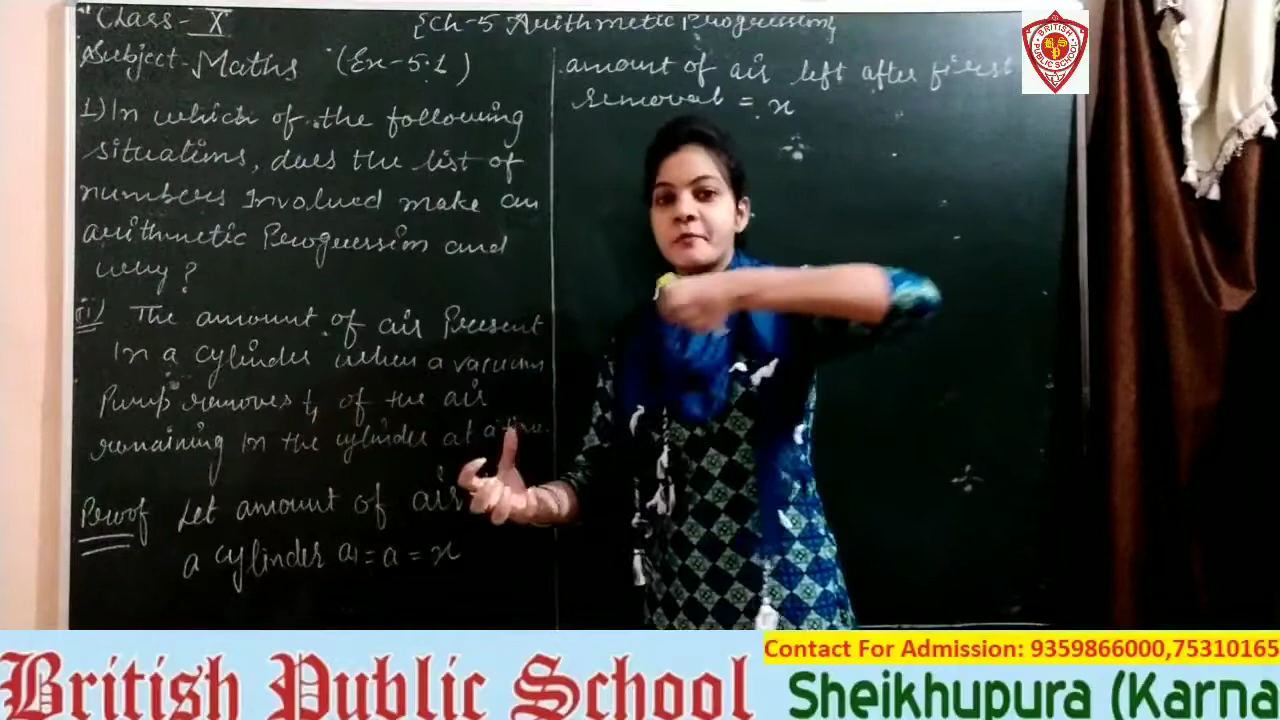 Class- X
{Ch-5 Arithmetic Progression}
Subject- Maths (Ex-5.1)
1) In which of the following
situations, does the list of
numbers Involved make an
arithmetic Progression and
why?
The amount of air Present
In a cylinder when a vacuum
Pump removes 1/4 of the air
remaining in the cylinder at a time.
Proof Let amount of air
a cylinder a1 = a = x
amount of air left after first
removal = x
BRITISH
PUBLIC SCHOOL
British Public School
Contact For Admission: 9359866000,75310165
Sheikhupura (Karna